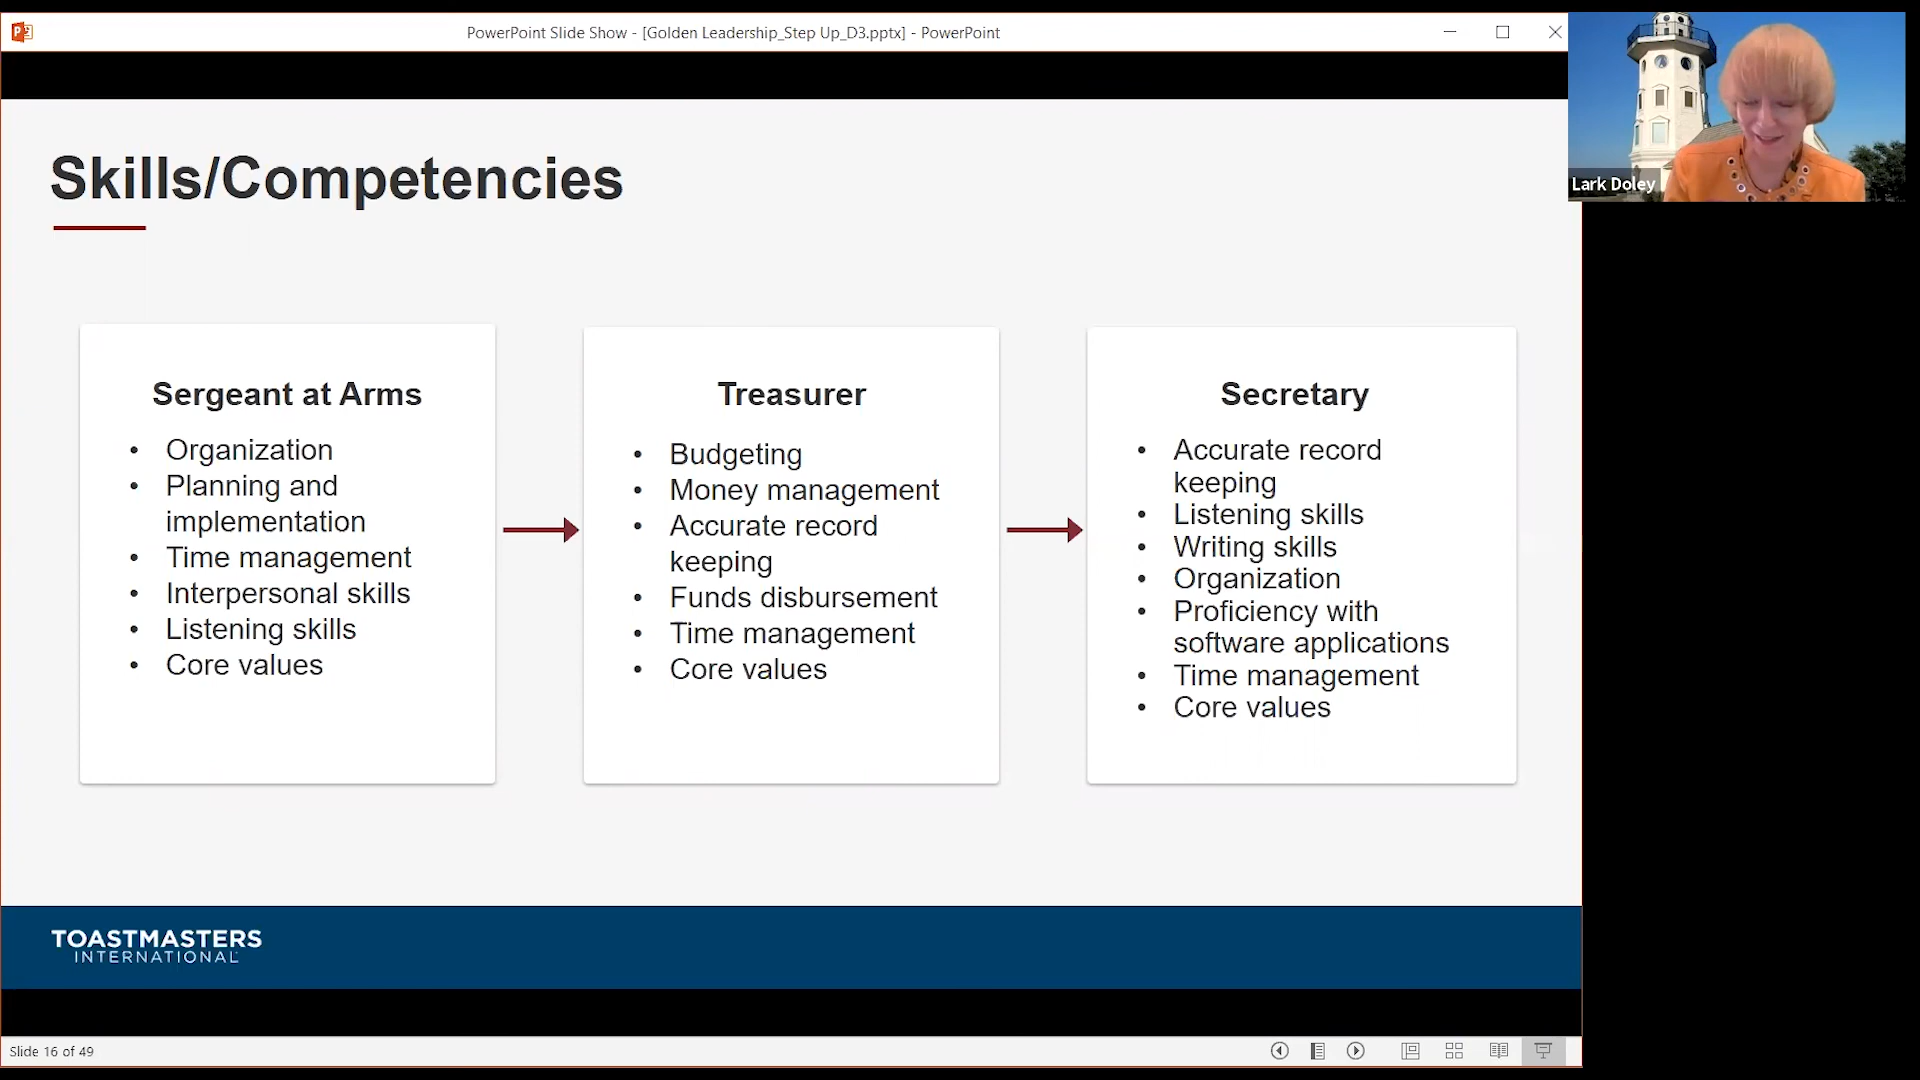 PowerPoint Slide Show - [Golden Leadership_Step Up_D3.pptx] - PowerPoint
Lark Doley
Skills/Competencies
Sergeant at Arms
• Organization
• Planning and
implementation
• Time management
• Interpersonal skills
• Listening skills
• Core values
Treasurer
• Budgeting
• Money management
• Accurate record
keeping
• Funds disbursement
• Time management
• Core values
Secretary
• Accurate record
keeping
• Listening skills
• Writing skills
• Organization
• Proficiency with
software applications
• Time management
• Core values
TOASTMASTERS
INTERNATIONAL
Slide 16 of 49